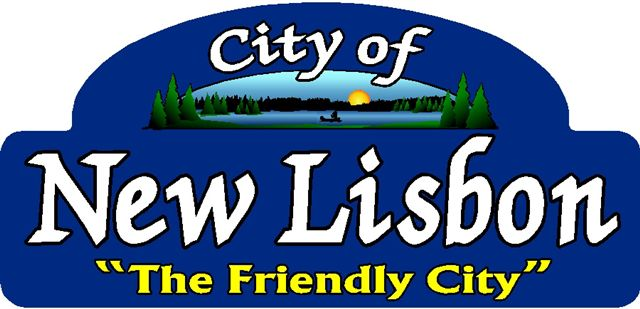 City of
New Lisbon
“The Friendly City”